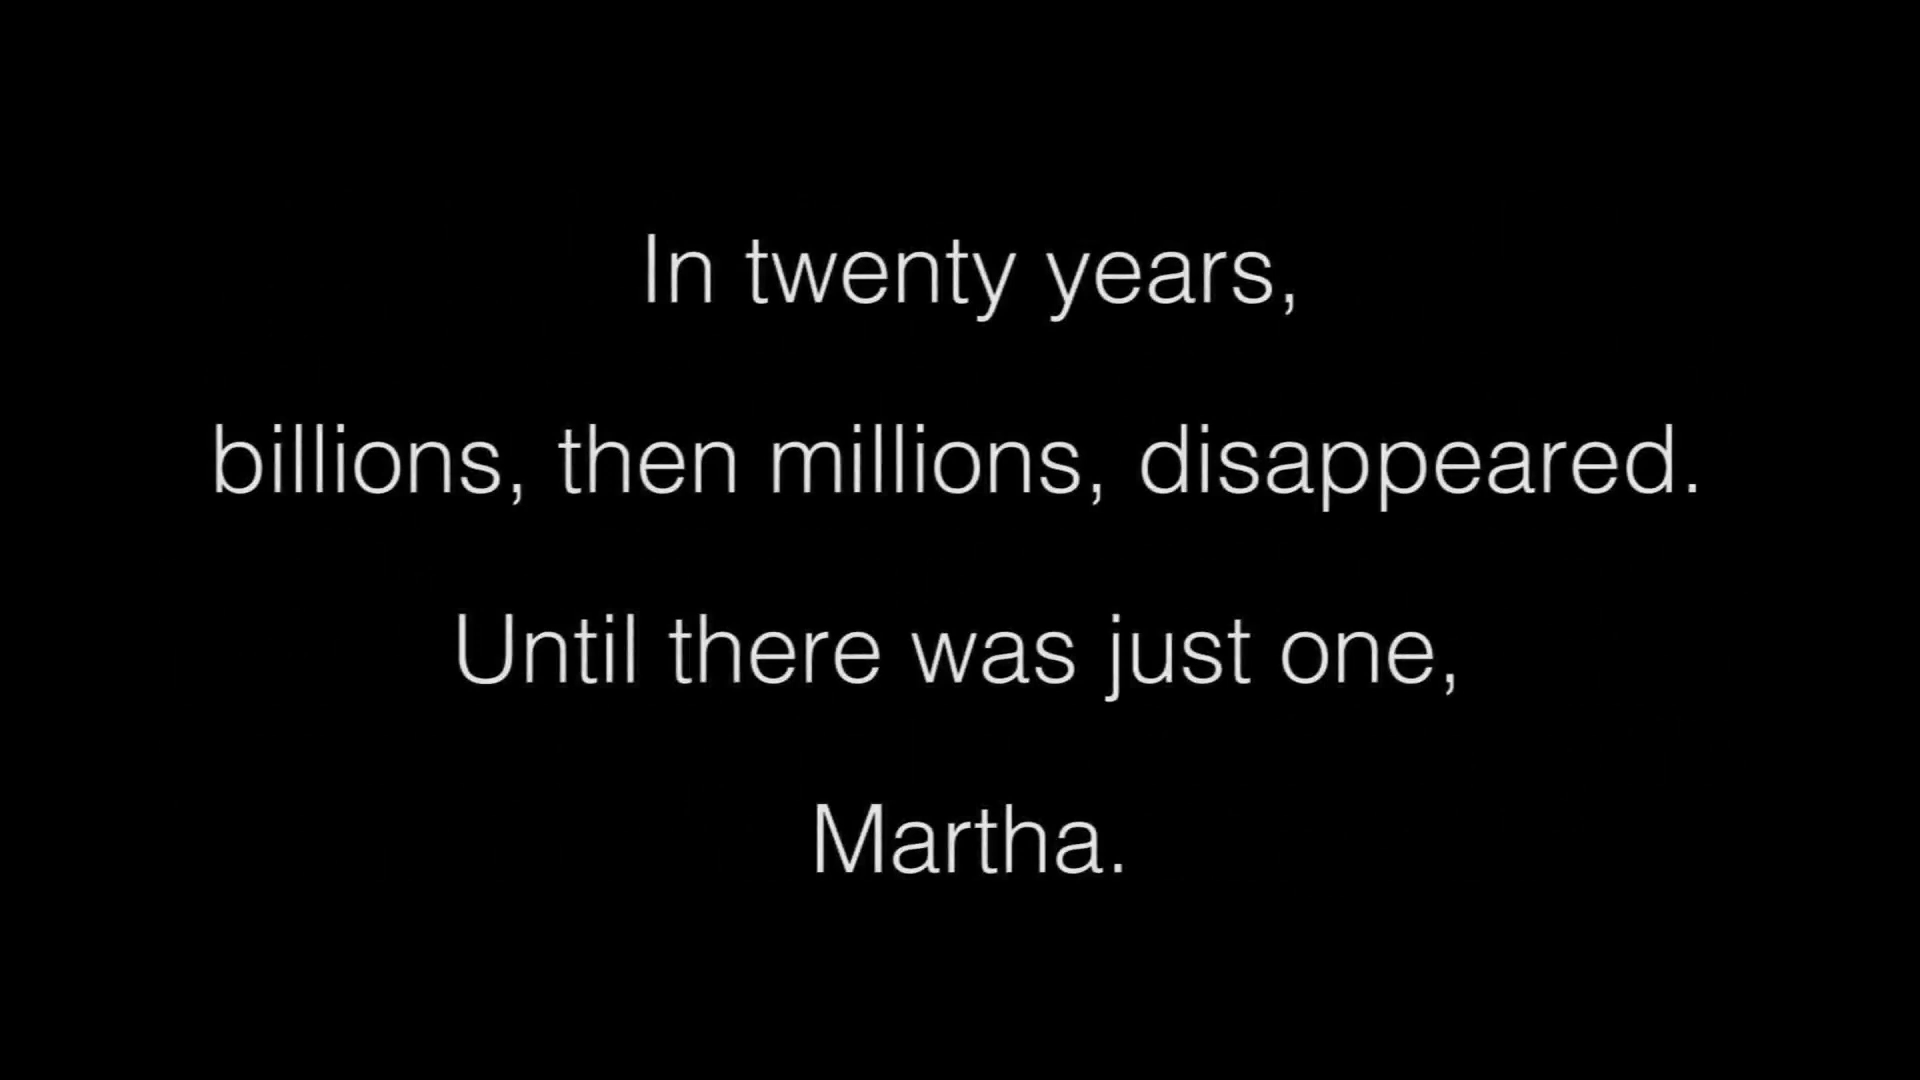 In twenty years,
billions, then millions, disappeared.
Until there was just one,
Martha.